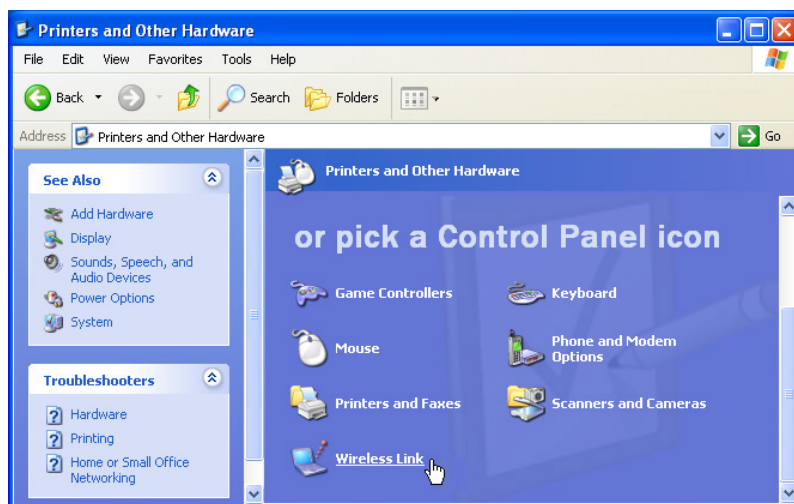 Printers and Other Hardware
File Edit View Favorites Tools Help
Back Search Folders
Address Printers and Other Hardware Go
See Also
Add Hardware
Display
Sounds, Speech, and
Audio Devices
Power Options
System
Troubleshooters
Hardware
Printing
Home or Small Office
Networking
Printers and Other Hardware
or pick a Control Panel icon
Game Controllers
Keyboard
Mouse
Phone and Modem
Options
Printers and Faxes
Scanners and Cameras
Wireless Link